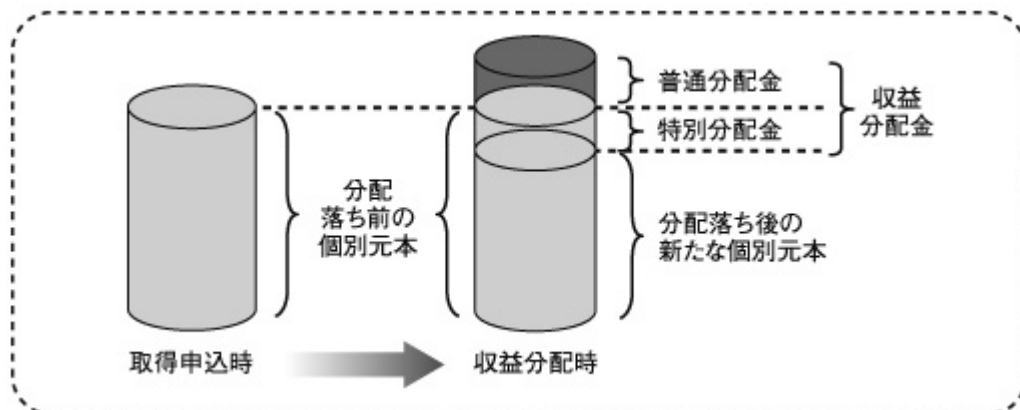 普通分配金
特別分配金
収益
分配金
分配
落ち前の
個別元本
分配落ち後の
新たな個別元本
取得申込時
収益分配時